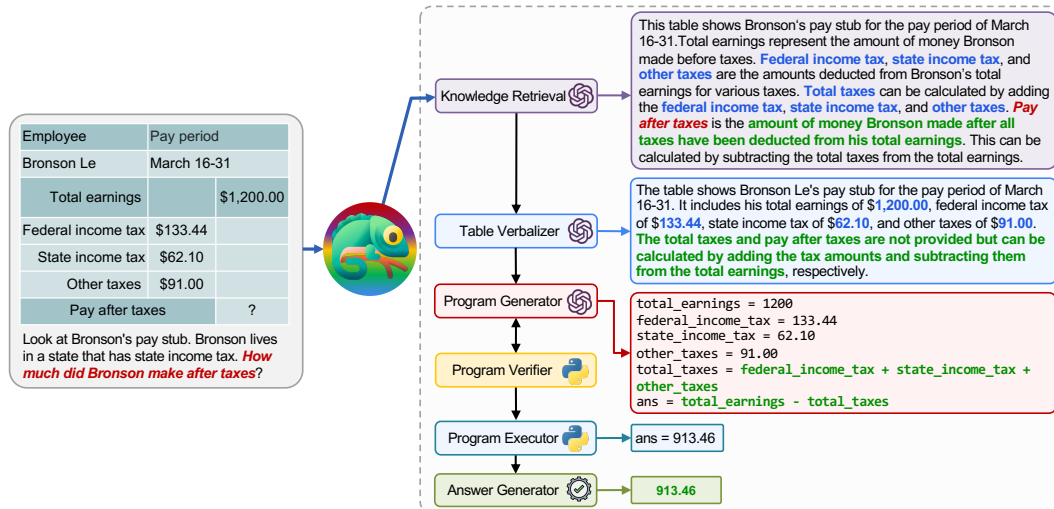 Employee Pay period
Bronson Le March 16-31
Total earnings $1,200.00
Federal income tax $133.44
State income tax $62.10
Other taxes $91.00
Pay after taxes ?
Look at Bronson's pay stub. Bronson lives
in a state that has state income tax. How
much did Bronson make after taxes?
Knowledge Retrieval
This table shows Bronson's pay stub for the pay period of March
16-31.Total earnings represent the amount of money Bronson
made before taxes. Federal income tax, state income tax, and
other taxes are the amounts deducted from Bronson's total
earnings for various taxes. Total taxes can be calculated by adding
the federal income tax, state income tax, and other taxes. Pay
after taxes is the amount of money Bronson made after all
taxes have been deducted from his total earnings. This can be
calculated by subtracting the total taxes from the total earnings.
Table Verbalizer
The table shows Bronson Le's pay stub for the pay period of March
16-31. It includes his total earnings of $1,200.00, federal income tax
of $133.44, state income tax of $62.10, and other taxes of $91.00.
The total taxes and pay after taxes are not provided but can be
calculated by adding the tax amounts and subtracting them
from the total earnings, respectively.
Program Generator
total_earnings = 1200
federal_income_tax = 133.44
state_income_tax = 62.10
other_taxes = 91.00
total_taxes = federal_income_tax + state_income_tax +
other_taxes
ans = total_earnings - total_taxes
Program Verifier
Program Executor
ans = 913.46
Answer Generator
913.46